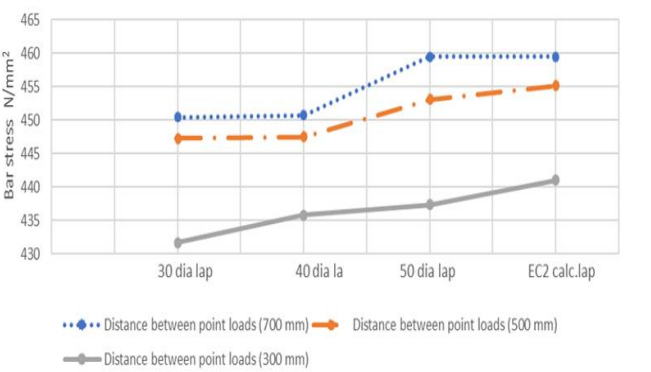 465
460
455
450
445
440
435
430
Bar stress N/mm²
30 dia lap 40 dia la 50 dia lap EC2 calc.lap
Distance between point loads (700 mm) Distance between point loads (500 mm)
Distance between point loads (300 mm)